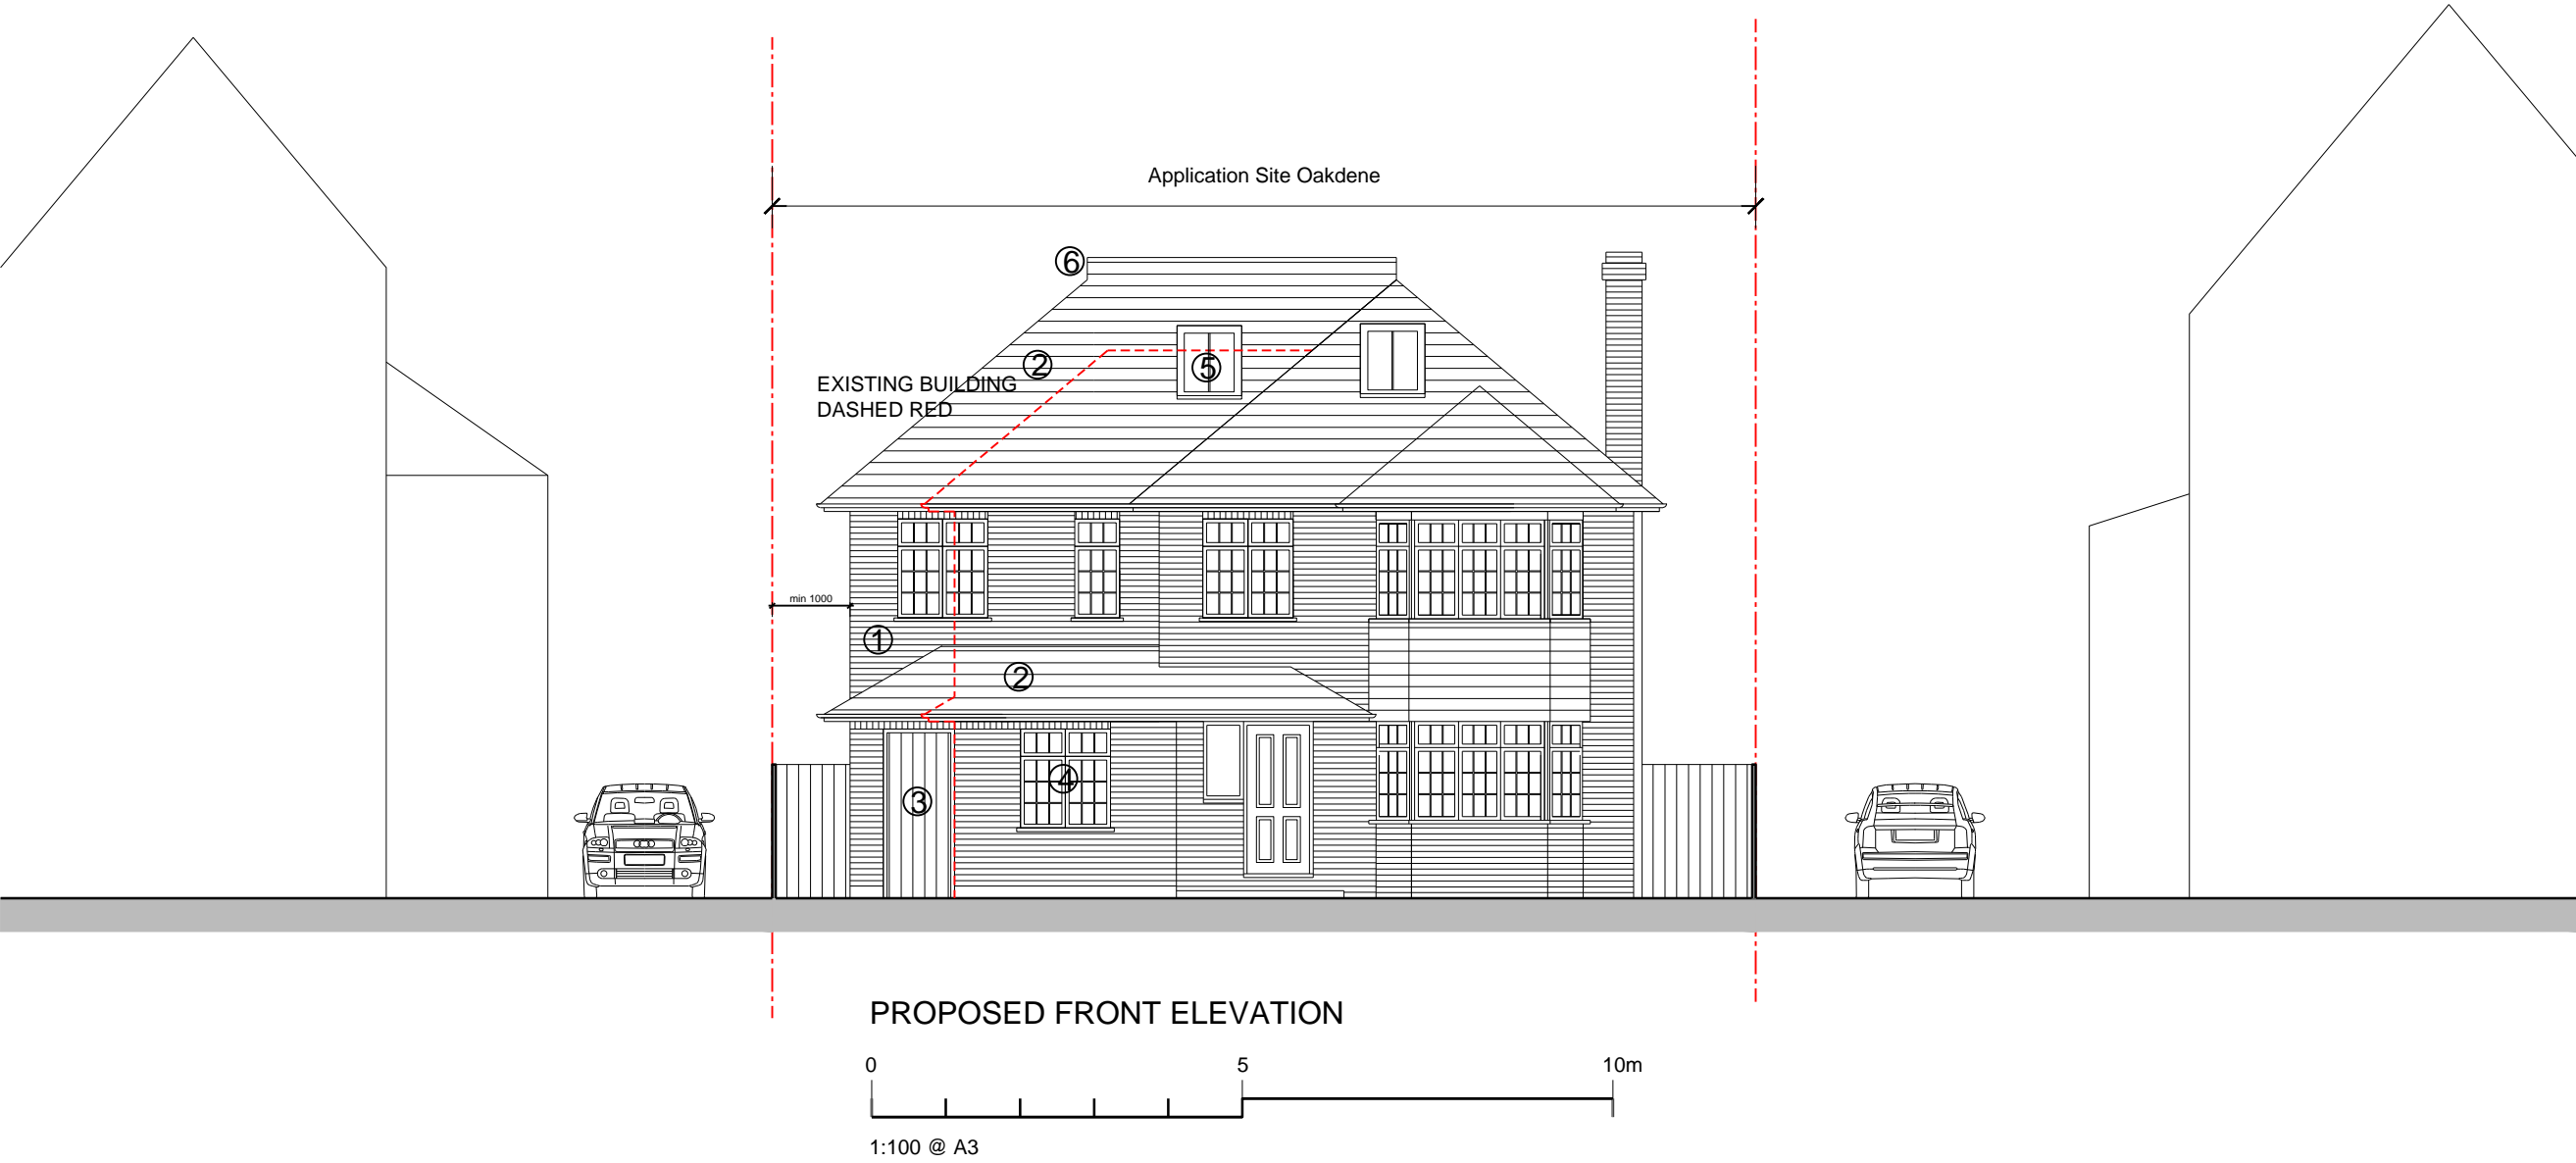 Application Site Oakdene
6
2
5
EXISTING BUILDING
DASHED RED
min 1000
1
2
4
3
PROPOSED FRONT ELEVATION
0 5 10m
1:100 @ A3